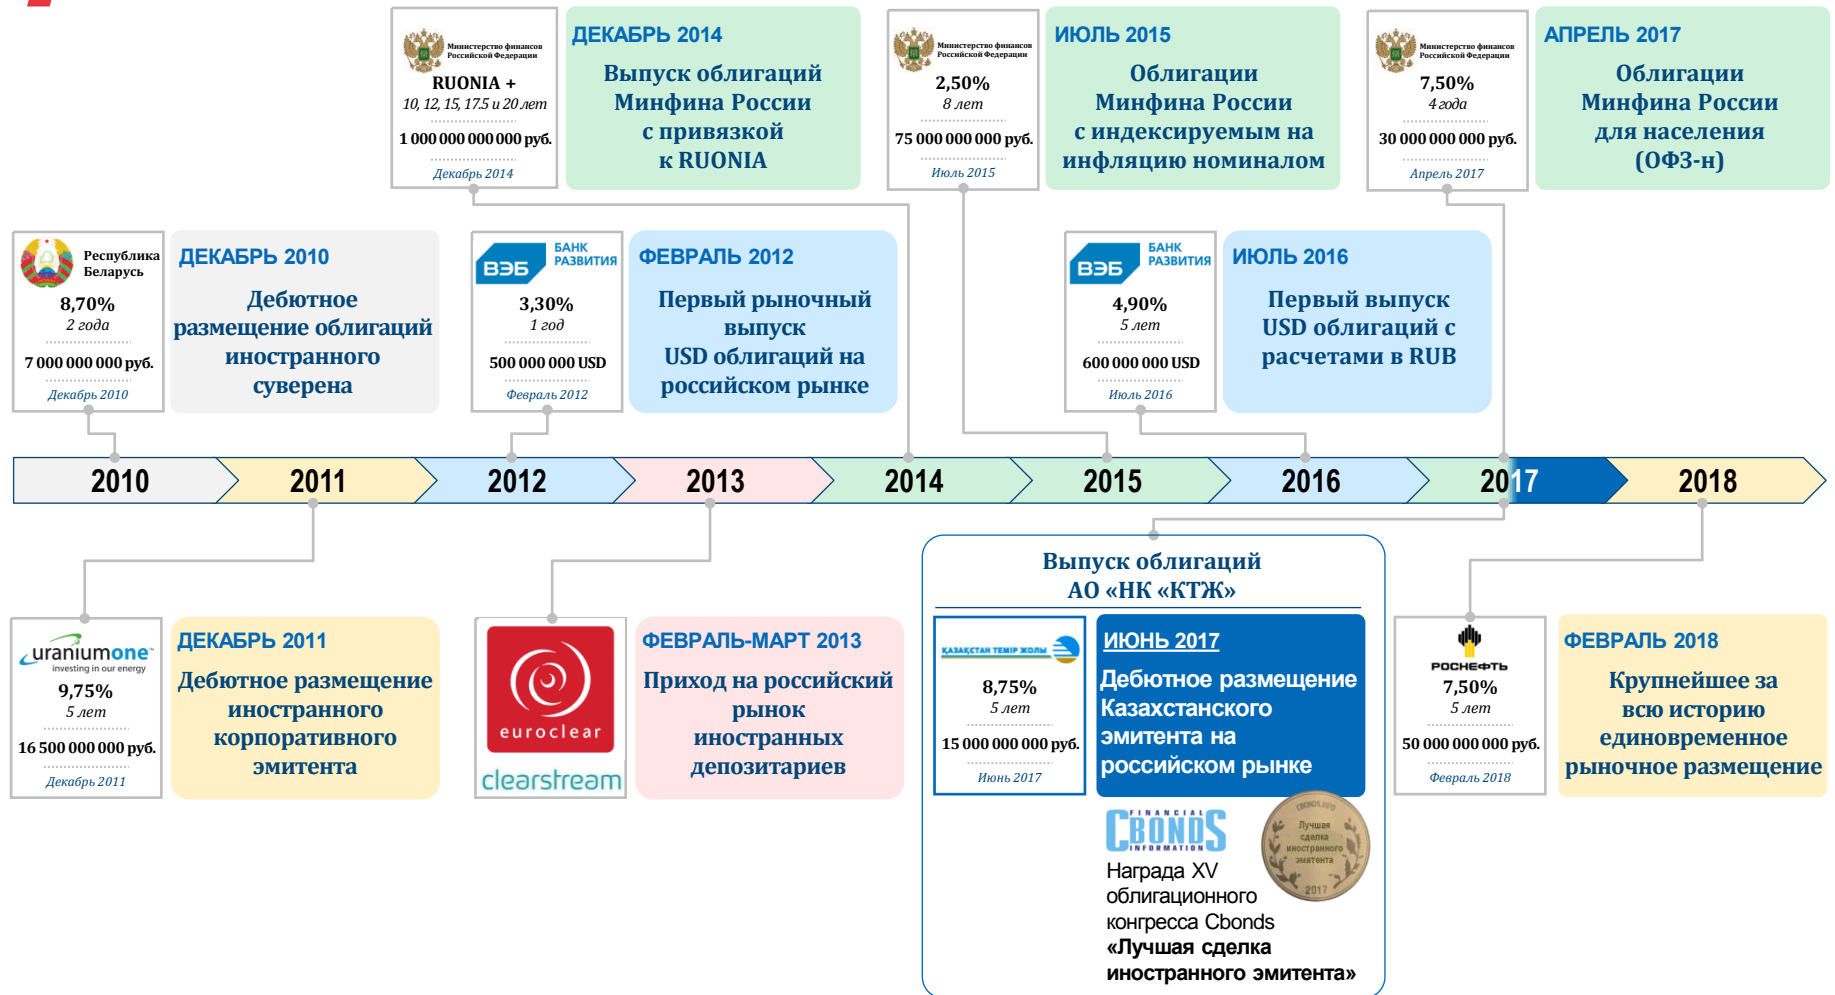 Министерство финансов
Российской Федерации
RUONIA +
10, 12, 15, 17.5 и 20 лет
1 000 000 000 000 руб.
Декабрь 2014
ДЕКАБРЬ 2014
Выпуск облигаций
Минфина России
с привязкой
к RUONIA
Министерство финансов
Российской Федерации
2,50%
8 лет
75 000 000 000 руб.
Июль 2015
ИЮЛЬ 2015
Облигации
Минфина России
с индексируемым на
инфляцию номиналом
Министерство финансов
Российской Федерации
7,50%
4 года
30 000 000 000 руб.
Апрель 2017
АПРЕЛЬ 2017
Облигации
Минфина России
для населения
(ОФЗ-н)
Республика
Беларусь
8,70%
2 года
7 000 000 000 руб.
Декабрь 2010
ДЕКАБРЬ 2010
Дебютное
размещение облигаций
иностранного
суверена
ВЭБ
БАНК
РАЗВИТИЯ
3,30%
1 год
500 000 000 USD
Февраль 2012
ФЕВРАЛЬ 2012
Первый рыночный
выпуск
USD облигаций на
российском рынке
ВЭБ
БАНК
РАЗВИТИЯ
4,90%
5 лет
600 000 000 USD
Июль 2016
ИЮЛЬ 2016
Первый выпуск
USD облигаций с
расчетами в RUB
2010
2011
2012
2013
2014
2015
2016
2017
2018
uraniumone™
investing in our energy
9,75%
5 лет
16 500 000 000 руб.
Декабрь 2011
ДЕКАБРЬ 2011
Дебютное размещение
иностранного
корпоративного
эмитента
euroclear
clearstream
ФЕВРАЛЬ-МАРТ 2013
Приход на российский
рынок
иностранных
депозитариев
Выпуск облигаций
АО «НК «КТЖ»
ҚАЗАҚСТАН ТЕМІР ЖОЛЫ
8,75%
5 лет
15 000 000 000 руб.
Июнь 2017
ИЮНЬ 2017
Дебютное размещение
Казахстанского
эмитента на
российском рынке
FINANCIAL
CBONDS
INFORMATION
CBONDS.INFO
Лучшая
сделка
иностранного
эмитента
2017
Награда XV
облигационного
конгресса Cbonds
«Лучшая сделка
иностранного эмитента»
РОСНЕФТЬ
7,50%
5 лет
50 000 000 000 руб.
Февраль 2018
ФЕВРАЛЬ 2018
Крупнейшее за
всю историю
единовременное
рыночное размещение